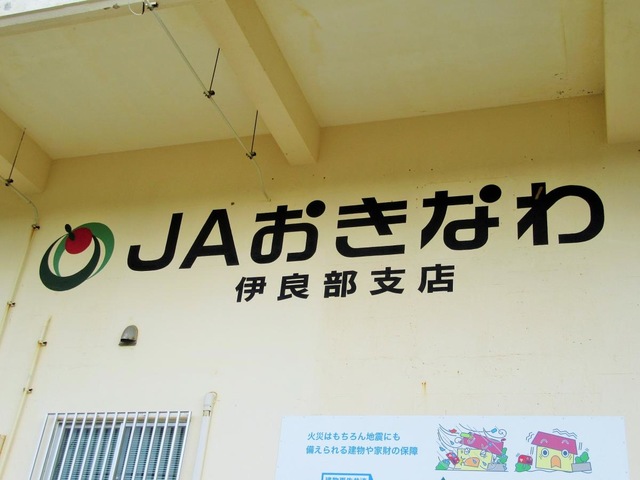 JAおきなわ
伊良部支店
火災はもちろん地震にも
備えられる建物や家財の保障